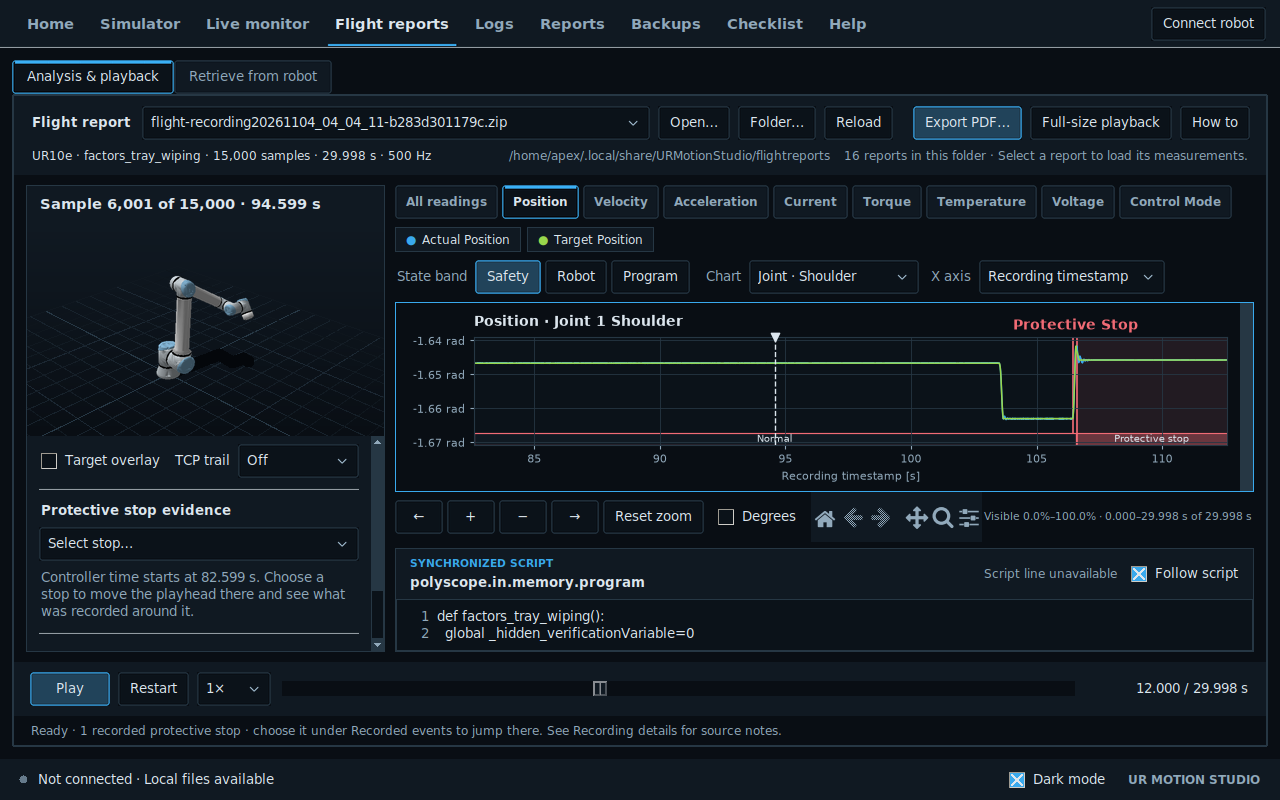 Home Simulator Live monitor Flight reports Logs Reports Backups Checklist Help Connect robot
Analysis & playback Retrieve from robot
Flight report flight-recording20261104_04_04_11-b283d301179c.zip Open... Folder... Reload Export PDF... Full-size playback How to
UR10e · factors_tray_wiping · 15,000 samples · 29.998 s · 500 Hz /home/apex/.local/share/URMotionStudio/flightreports 16 reports in this folder · Select a report to load its measurements.
Sample 6,001 of 15,000 · 94.599 s
All readings Position Velocity Acceleration Current Torque Temperature Voltage Control Mode
Actual Position Target Position
State band Safety Robot Program Chart Joint · Shoulder X axis Recording timestamp
Position · Joint 1 Shoulder Protective Stop
-1.64 rad
-1.65 rad
-1.66 rad
-1.67 rad
Normal Protective stop
85 90 95 100 105 110
Recording timestamp [s]
← + − → Reset zoom Degrees Visible 0.0%–100.0% · 0.000–29.998 s of 29.998 s
Target overlay TCP trail Off
Protective stop evidence
Select stop...
Controller time starts at 82.599 s. Choose a
stop to move the playhead there and see what
was recorded around it.
SYNCHRONIZED SCRIPT
polyscope.in.memory.program Script line unavailable Follow script
1 def factors_tray_wiping():
2 global _hidden_verificationVariable=0
Play Restart 1× 12.000 / 29.998 s
Ready · 1 recorded protective stop · choose it under Recorded events to jump there. See Recording details for source notes.
Not connected · Local files available Dark mode UR MOTION STUDIO